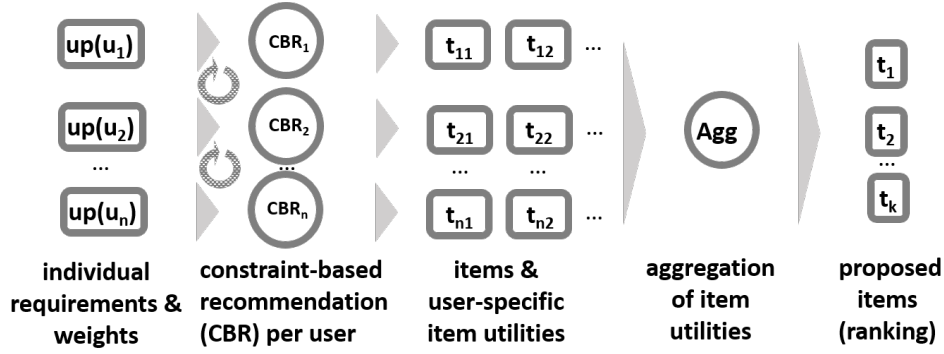 up(u1) CBR1 t11 t12 ... t1
up(u2) CBR2 t21 t22 ... Agg t2
... ... ... ... ...
up(un) CBRn tn1 tn2 ... tk
individual requirements & weights
constraint-based recommendation (CBR) per user
items & user-specific item utilities
aggregation of item utilities
proposed items (ranking)